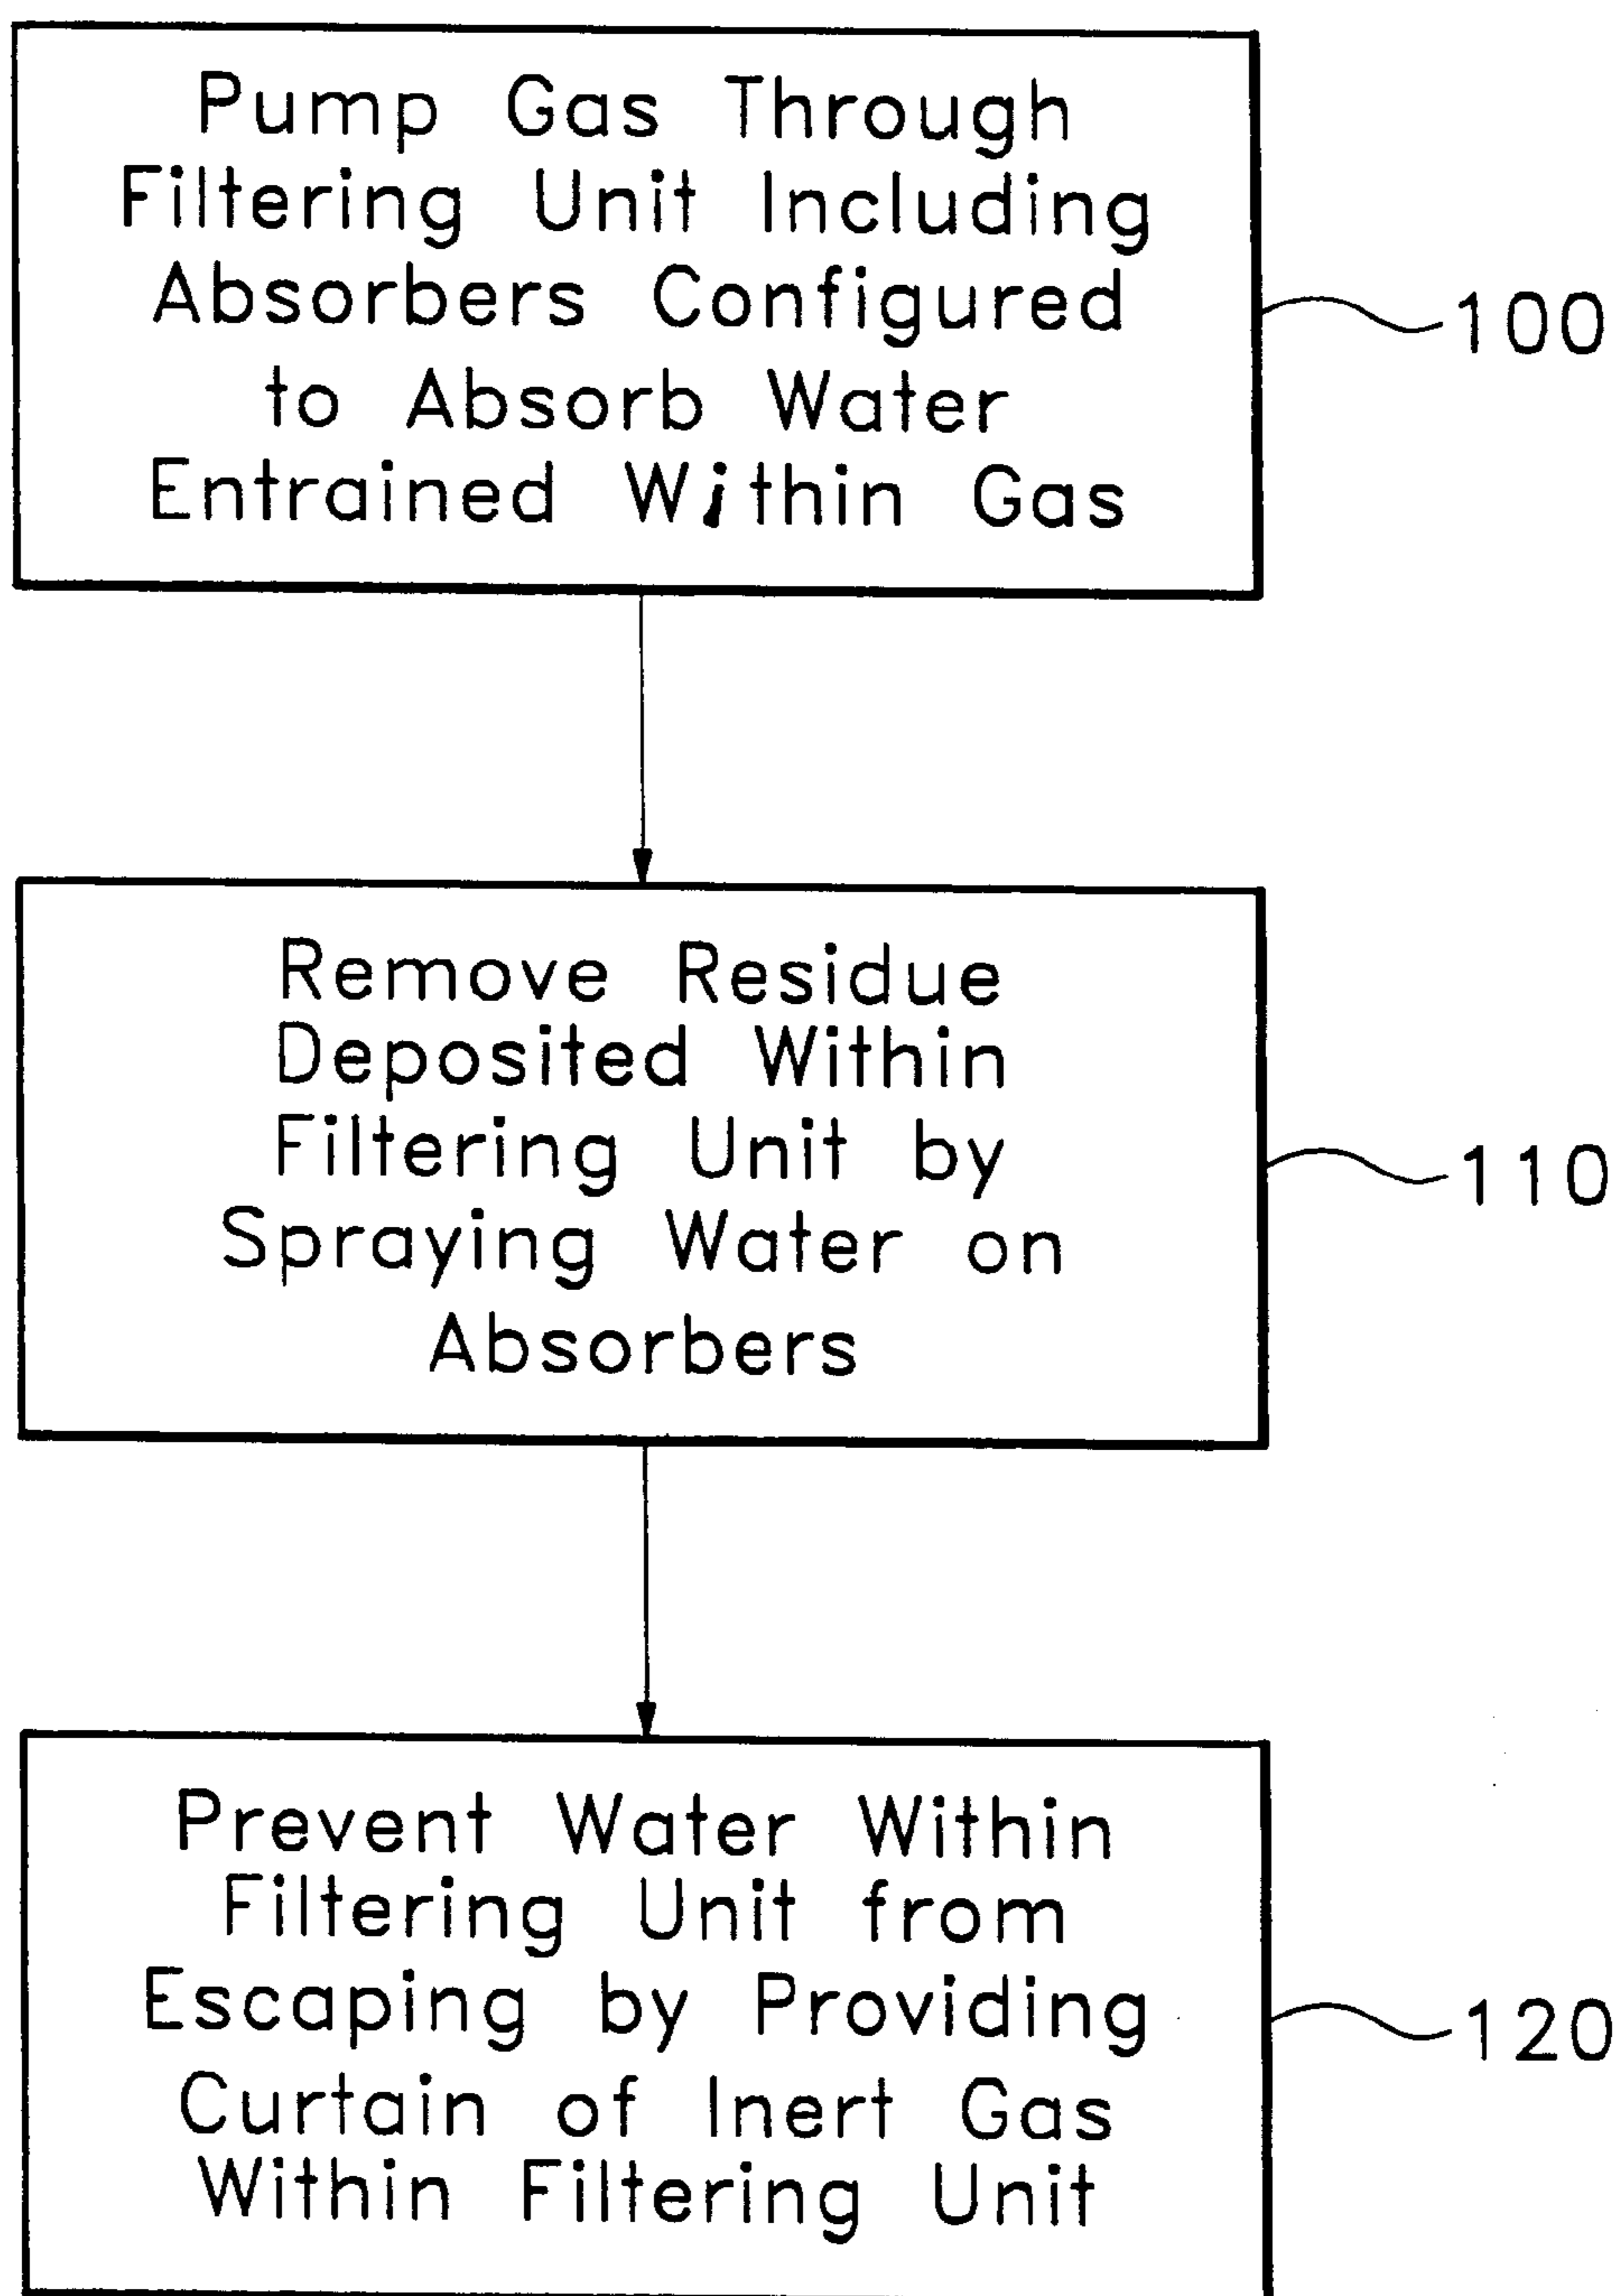 Pump Gas Through
Filtering Unit Including
Absorbers Configured
to Absorb Water
Entrained Within Gas
100
Remove Residue
Deposited Within
Filtering Unit by
Spraying Water on
Absorbers
110
Prevent Water Within
Filtering Unit from
Escaping by Providing
Curtain of Inert Gas
Within Filtering Unit
120